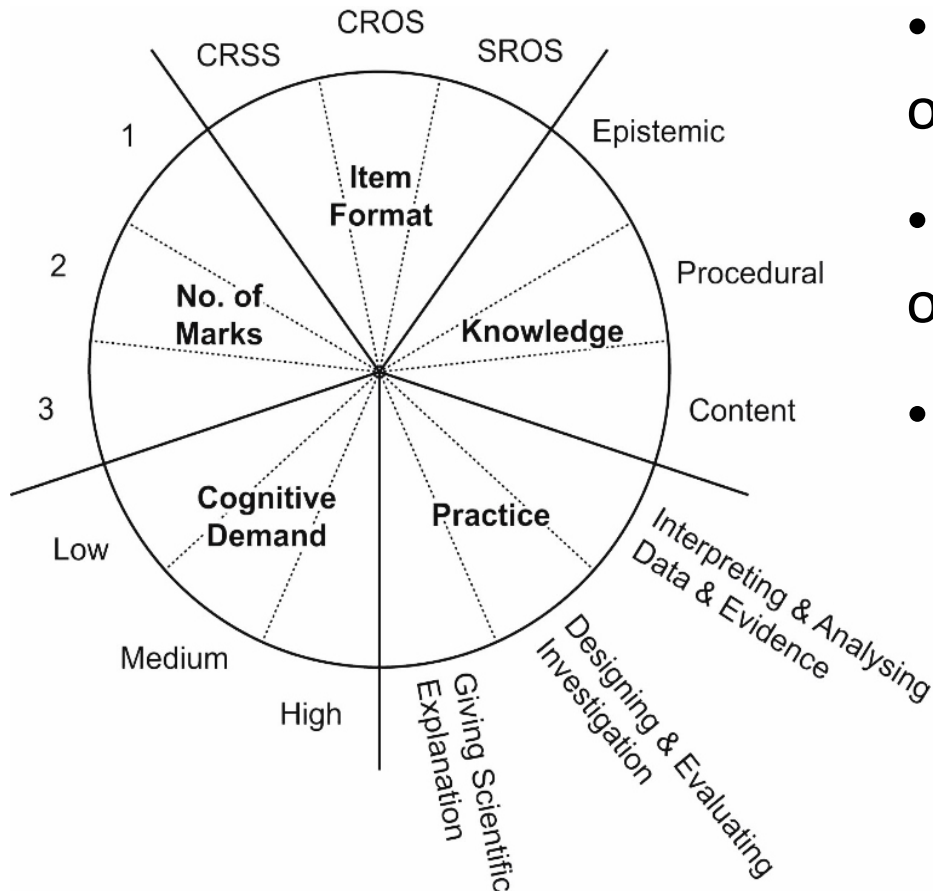 CROS
CRSS
SROS
1
Epistemic
Item
Format
2
Procedural
No. of
Marks
Knowledge
3
Content
Cognitive
Demand
Practice
Low
Interpreting & Analysing
Data & Evidence
Medium
Designing & Evaluating
Investigation
High
Giving Scientific
Explanation
•
o
•
o
•